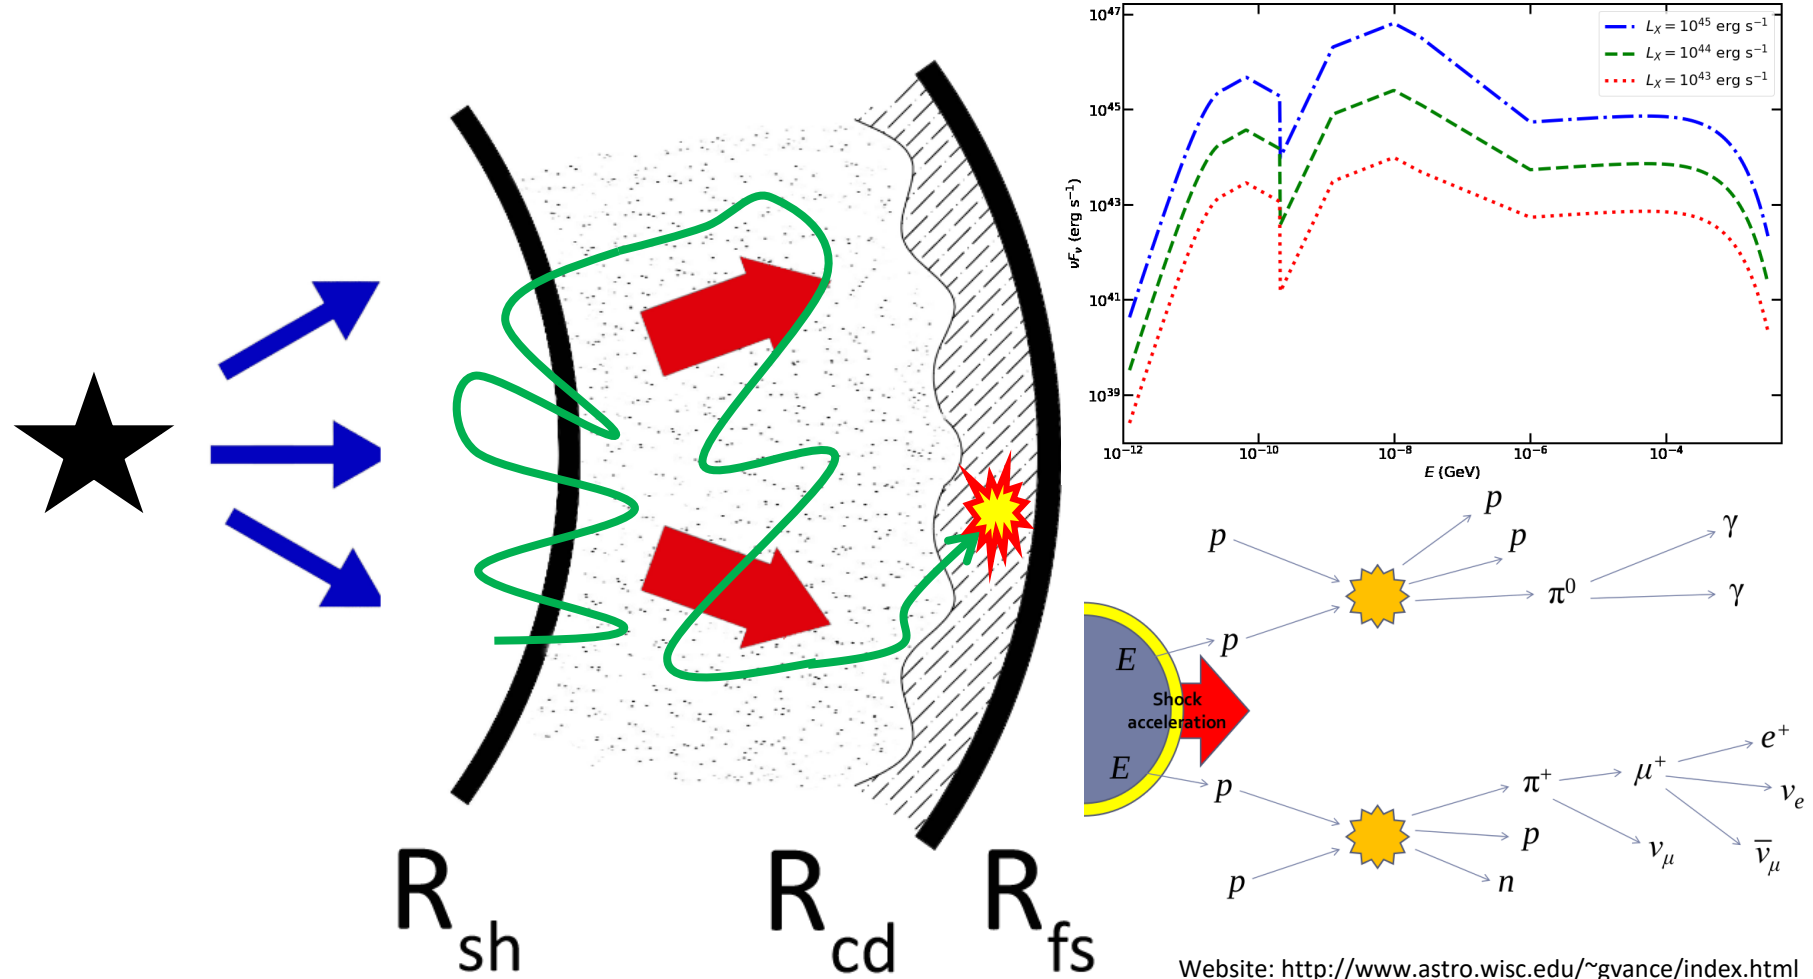 R_sh
R_cd
R_fs
10^47
10^45
10^43
10^41
10^39
νF_ν (erg s^−1)
L_X = 10^45 erg s^−1
L_X = 10^44 erg s^−1
L_X = 10^43 erg s^−1
10^−12
10^−10
10^−8
10^−6
10^−4
E (GeV)
p
p
p
p
π^0
γ
γ
E
Shock
acceleration
E
p
p
π^+
p
n
μ^+
ν_μ
e^+
ν_e
ν̅_μ
Website: http://www.astro.wisc.edu/~gvance/index.html